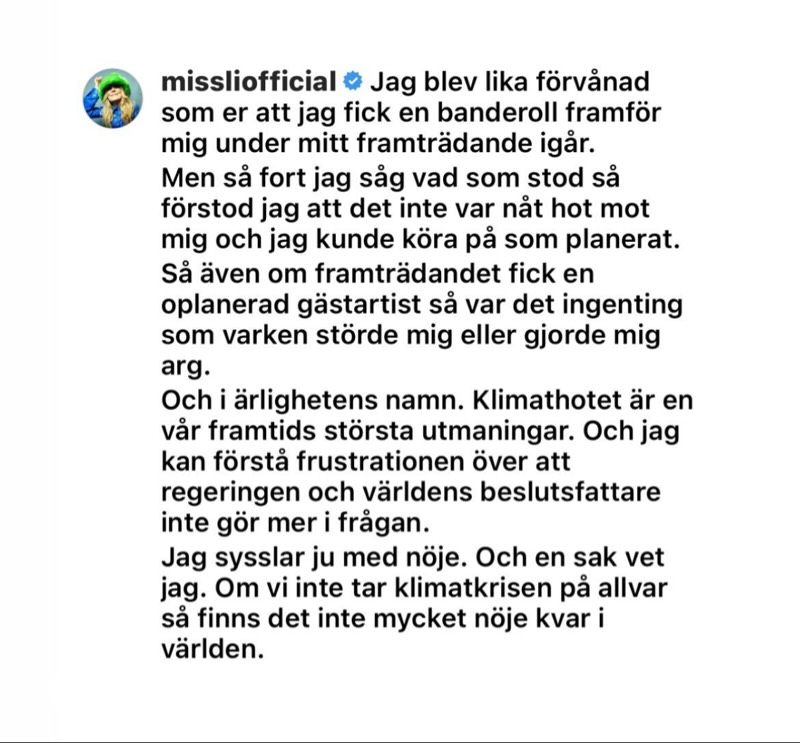 missliofficial Jag blev lika förvånad
som er att jag fick en banderoll framför
mig under mitt framträdande igår.
Men så fort jag såg vad som stod så
förstod jag att det inte var nåt hot mot
mig och jag kunde köra på som planerat.
Så även om framträdandet fick en
oplanerad gästartist så var det ingenting
som varken störde mig eller gjorde mig
arg.
Och i ärlighetens namn. Klimathotet är en
vår framtids största utmaningar. Och jag
kan förstå frustrationen över att
regeringen och världens beslutsfattare
inte gör mer i frågan.
Jag sysslar ju med nöje. Och en sak vet
jag. Om vi inte tar klimatkrisen på allvar
så finns det inte mycket nöje kvar i
världen.